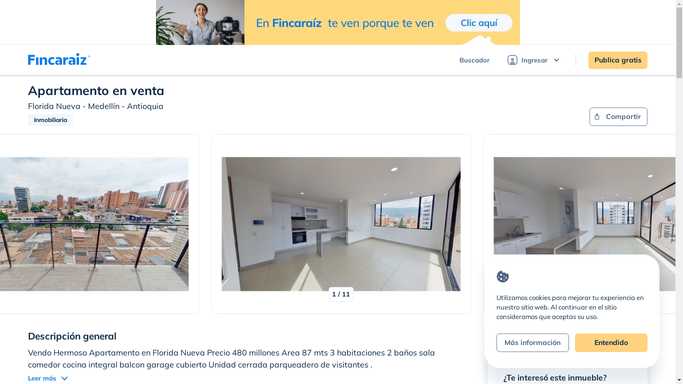 En Fincaraíz te ven porque te ven
Clic aquí
Fincaraíz
Buscador
Ingresar
Publica gratis
Apartamento en venta
Florida Nueva - Medellín - Antioquia
Inmobiliaria
Compartir
1 / 11
Utilizamos cookies para mejorar tu experiencia en
nuestro sitio web. Al continuar en el sitio
consideramos que aceptas su uso.
Más información
Entendido
Descripción general
Vendo Hermoso Apartamento en Florida Nueva Precio 480 millones Area 87 mts 3 habitaciones 2 baños sala
comedor cocina integral balcon garage cubierto Unidad cerrada parqueadero de visitantes .
Leer más
¿Te interesó este inmueble?